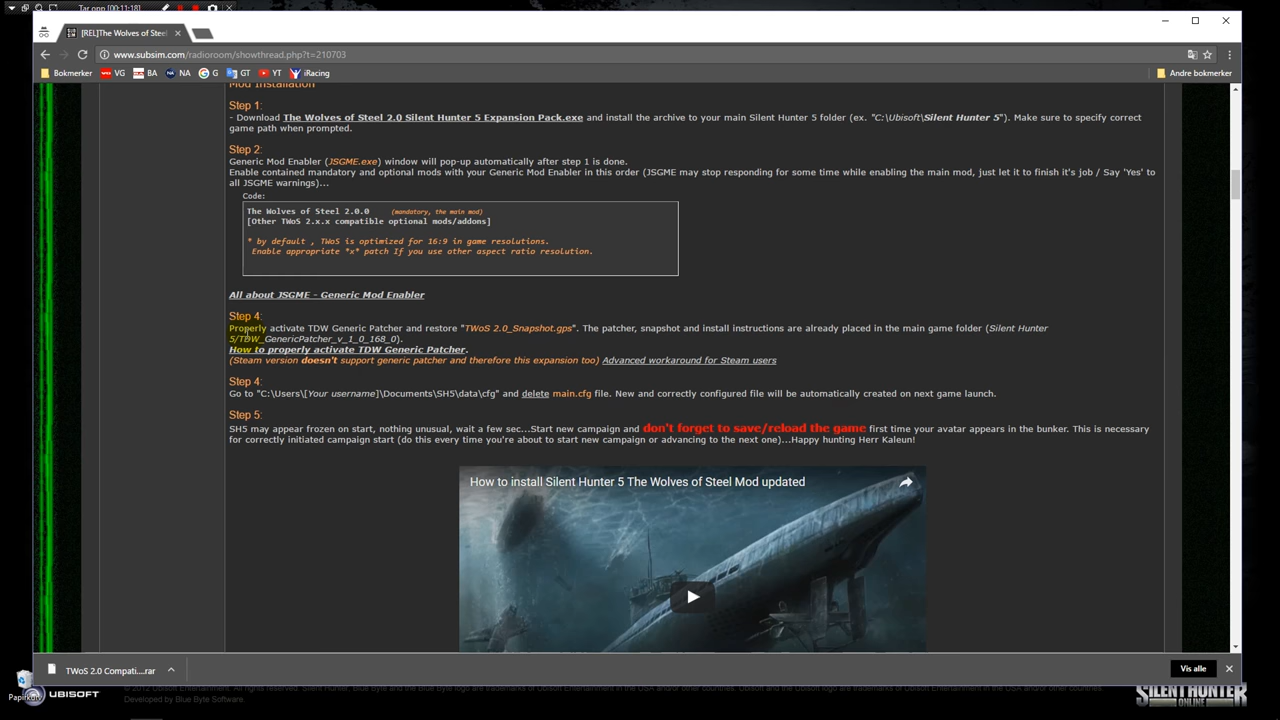 Tar opp [00:11:18]
[REL]The Wolves of Steel
www.subsim.com/radioroom/showthread.php?t=210703
Bokmerker VG BA NA G GT YT iRacing Andre bokmerker
Mod Installation
Step 1:
- Download The Wolves of Steel 2.0 Silent Hunter 5 Expansion Pack.exe and install the archive to your main Silent Hunter 5 folder (ex. "C:\Ubisoft\Silent Hunter 5"). Make sure to specify correct
game path when prompted.
Step 2:
Generic Mod Enabler (JSGME.exe) window will pop-up automatically after step 1 is done.
Enable contained mandatory and optional mods with your Generic Mod Enabler in this order (JSGME may stop responding for some time while enabling the main mod, just let it to finish it's job / Say 'Yes' to
all JSGME warnings)...
Code:
The Wolves of Steel 2.0.0 (mandatory, the main mod)
[Other TWoS 2.x.x compatible optional mods/addons]
* by default , TWoS is optimized for 16:9 in game resolutions.
Enable appropriate *x* patch If you use other aspect ratio resolution.
All about JSGME - Generic Mod Enabler
Step 4:
Properly activate TDW Generic Patcher and restore "TWoS 2.0_Snapshot.gps". The patcher, snapshot and install instructions are already placed in the main game folder (Silent Hunter
5/TDW_GenericPatcher_v_1_0_168_0).
How to properly activate TDW Generic Patcher.
(Steam version doesn't support generic patcher and therefore this expansion too) Advanced workaround for Steam users
Step 4:
Go to "C:\Users\[Your username]\Documents\SH5\data\cfg" and delete main.cfg file. New and correctly configured file will be automatically created on next game launch.
Step 5:
SH5 may appear frozen on start, nothing unusual, wait a few sec...Start new campaign and don't forget to save/reload the game first time your avatar appears in the bunker. This is necessary
for correctly initiated campaign start (do this every time you're about to start new campaign or advancing to the next one)...Happy hunting Herr Kaleun!
How to install Silent Hunter 5 The Wolves of Steel Mod updated
TWoS 2.0 Compati....rar
Vis alle
Papirkurv
UBISOFT
Developed by Blue Byte Software
SILENT HUNTER
ONLINE